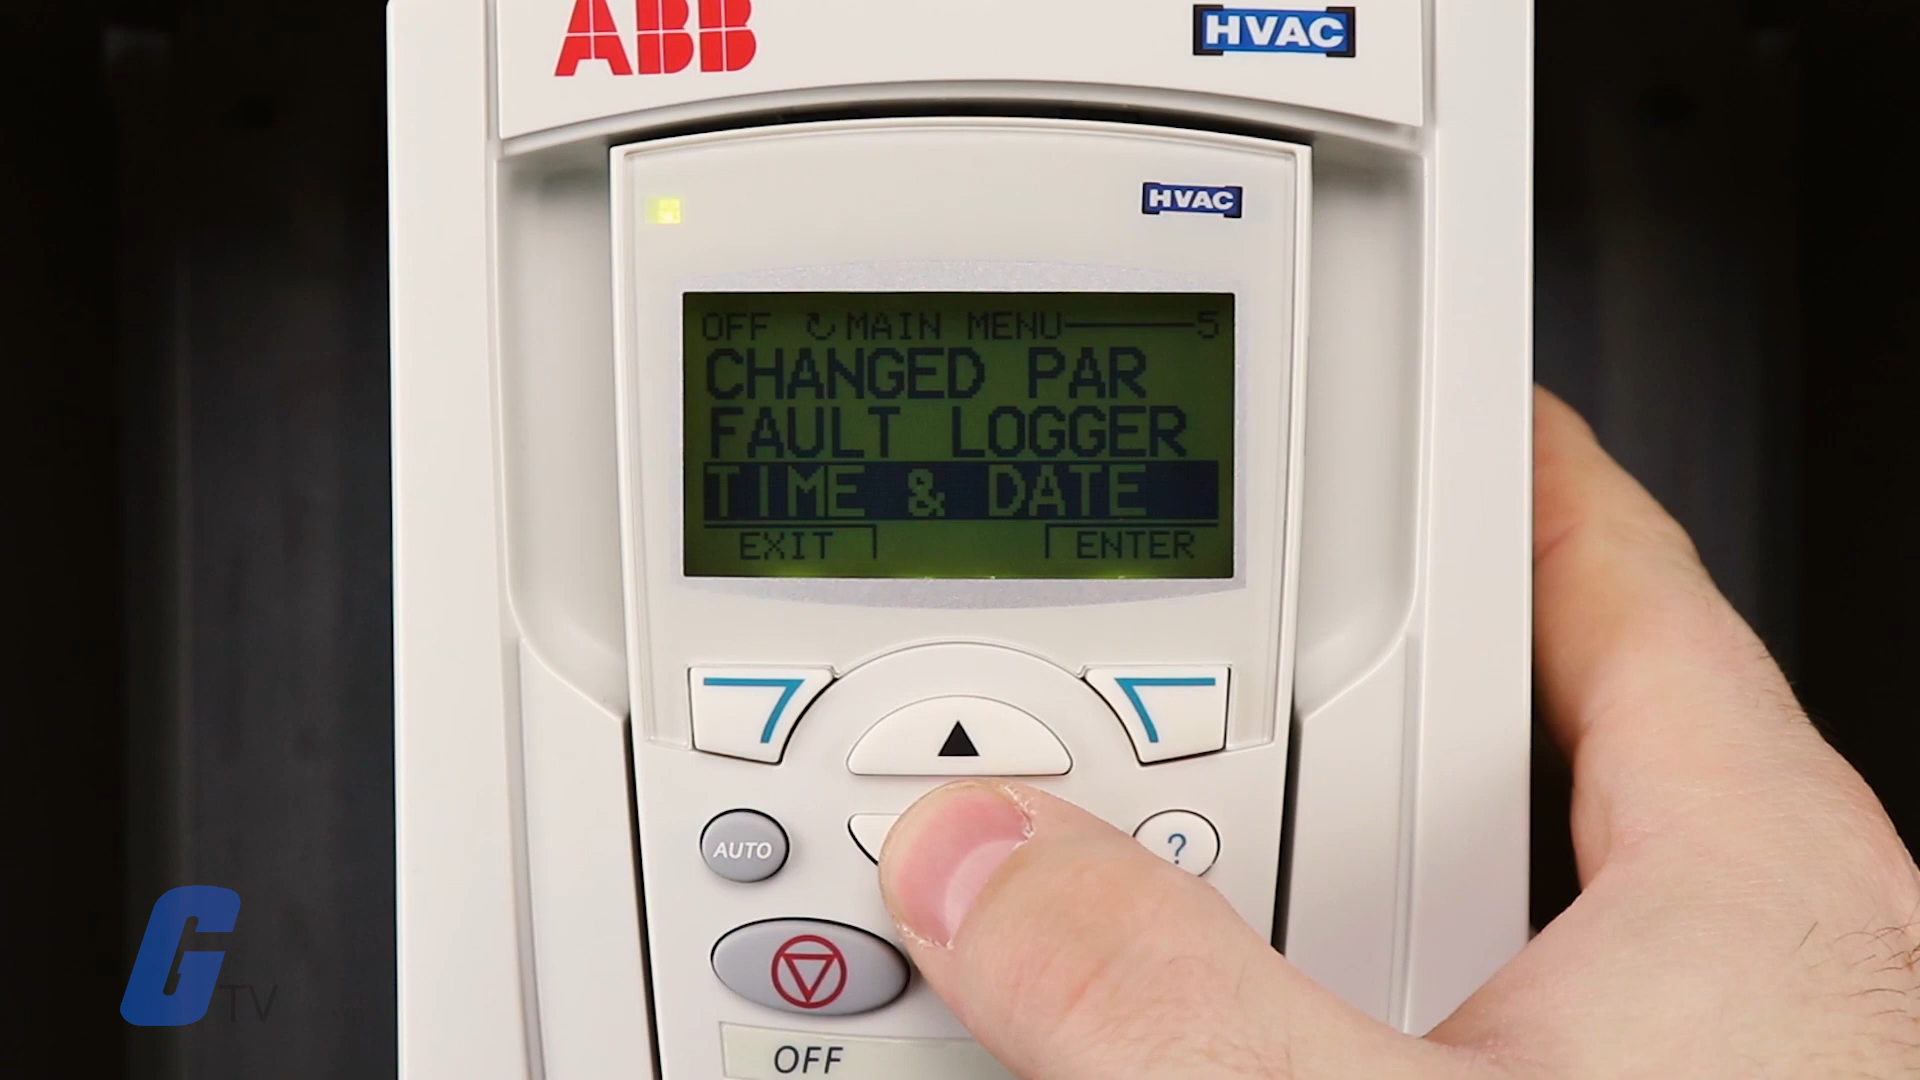 ABB
HVAC
HVAC
OFF ↻MAIN MENU————5
CHANGED PAR
FAULT LOGGER
TIME & DATE
EXIT
ENTER
AUTO
?
OFF
G TV